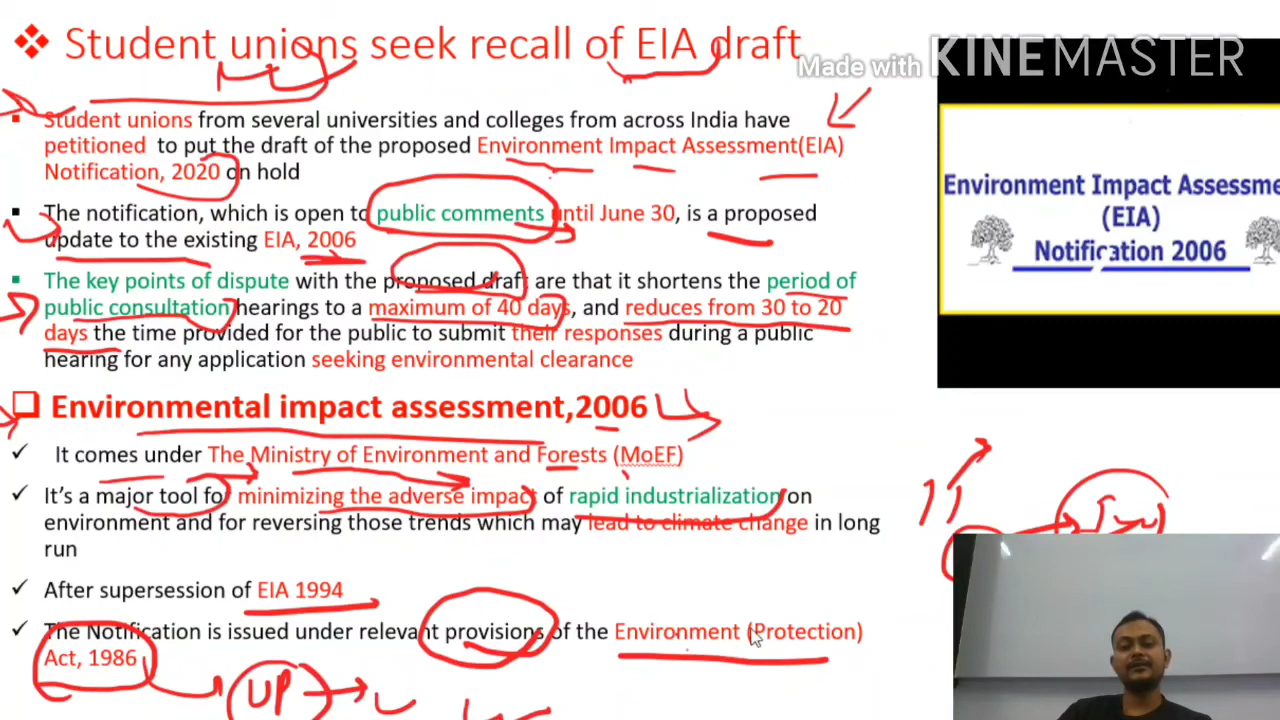 ❖ Student unions seek recall of EIA draft
Made with KINEMASTER
▪ Student unions from several universities and colleges from across India have
petitioned to put the draft of the proposed Environment Impact Assessment(EIA)
Notification, 2020 on hold
▪ The notification, which is open to public comments until June 30, is a proposed
update to the existing EIA, 2006
▪ The key points of dispute with the proposed draft are that it shortens the period of
public consultation hearings to a maximum of 40 days, and reduces from 30 to 20
days the time provided for the public to submit their responses during a public
hearing for any application seeking environmental clearance
Environment Impact Assessme
(EIA)
Notification 2006
❑ Environmental impact assessment,2006
✓ It comes under The Ministry of Environment and Forests (MoEF)
✓ It's a major tool for minimizing the adverse impact of rapid industrialization on
environment and for reversing those trends which may lead to climate change in long
run
✓ After supersession of EIA 1994
✓ The Notification is issued under relevant provisions of the Environment (Protection)
Act, 1986
UP